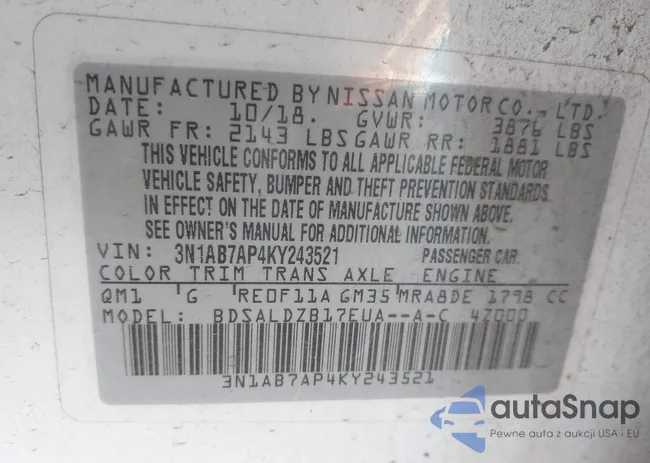 MANUFACTURED BY NISSAN MOTOR CO., LTD.
DATE: 10/18. GVWR: 3876 LBS
GAWR FR: 2143 LBS GAWR RR: 1881 LBS
THIS VEHICLE CONFORMS TO ALL APPLICABLE FEDERAL MOTOR
VEHICLE SAFETY, BUMPER AND THEFT PREVENTION STANDARDS
IN EFFECT ON THE DATE OF MANUFACTURE SHOWN ABOVE.
SEE OWNER'S MANUAL FOR ADDITIONAL INFORMATION.
VIN: 3N1AB7AP4KY243521 PASSENGER CAR.
COLOR TRIM TRANS AXLE ENGINE
QM1 G RE0F11A GM35 MRA8DE 1798 CC
MODEL: BDSALDZB17EUA--A-C 4Z000
3N1AB7AP4KY243521
autaSnap
Pewne auta z aukcji USA i EU